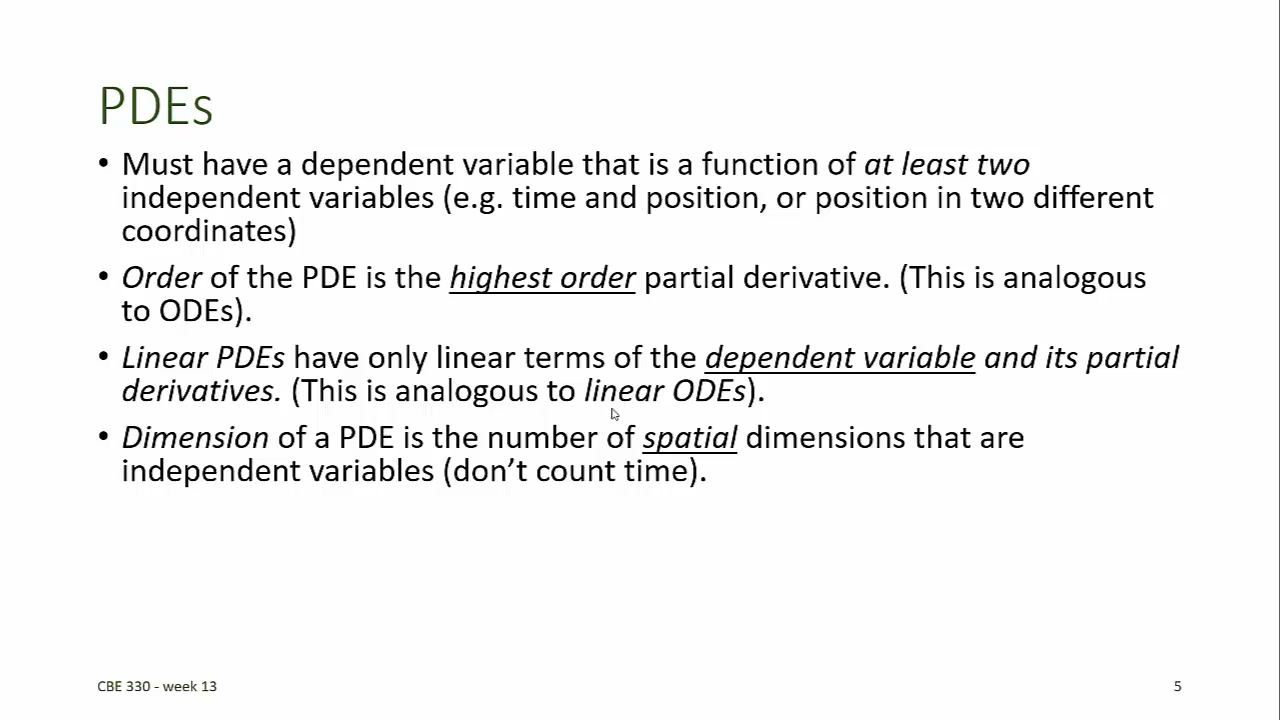 PDEs
• Must have a dependent variable that is a function of at least two
independent variables (e.g. time and position, or position in two different
coordinates)
• Order of the PDE is the highest order partial derivative. (This is analogous
to ODEs).
• Linear PDEs have only linear terms of the dependent variable and its partial
derivatives. (This is analogous to linear ODEs).
• Dimension of a PDE is the number of spatial dimensions that are
independent variables (don’t count time).
CBE 330 - week 13
5